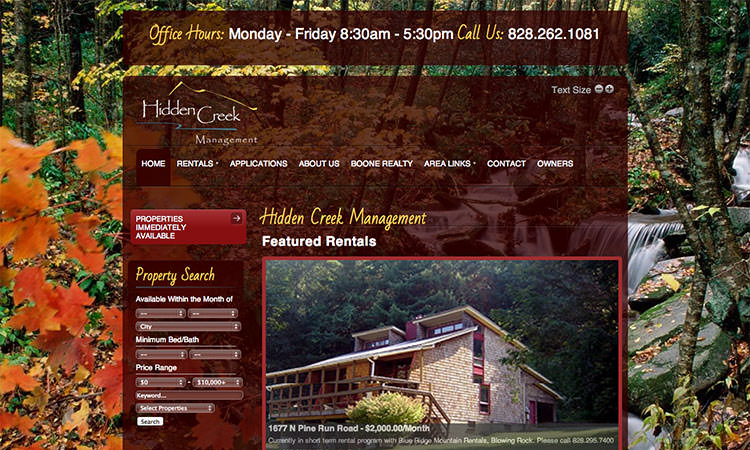 Office Hours: Monday - Friday 8:30am - 5:30pm Call Us: 828.262.1081
Text Size
Hidden Creek
Management
HOME RENTALS APPLICATIONS ABOUT US BOONE REALTY AREA LINKS CONTACT OWNERS
PROPERTIES
IMMEDIATELY
AVAILABLE
Hidden Creek Management
Featured Rentals
Property Search
Available Within the Month of
-- --
City
Minimum Bed/Bath
-- --
Price Range
$0 - $10,000+
Keyword...
Select Properties
Search
1677 N Pine Run Road - $2,000.00/Month
Currently in short term rental program with Blue Ridge Mountain Rentals, Blowing Rock. Please call 828.295.7400